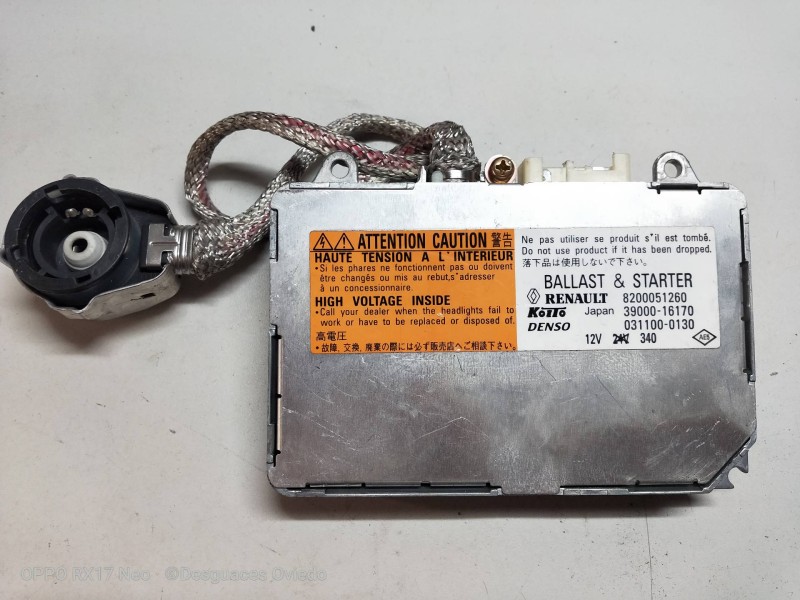 ATTENTION CAUTION 警告
HAUTE TENSION A L'INTERIEUR
•Si les phares ne fonctionnent pas ou doivent
être changés ou mis au rebut,s'adresser
à un concessionnaire.
HIGH VOLTAGE INSIDE
•Call your dealer when the headlights fail to
work or have to be replaced or disposed of.
高電圧
•故障、交換、廃棄の際には必ず販売店へご相談下さい。
Ne pas utiliser se produit s'il est tombé.
Do not use product if it has been dropped.
落下品は使用しないで下さい。
BALLAST & STARTER
RENAULT 8200051260
KOITO Japan 39000-16170
DENSO 031100-0130
12V 24V 340 AES
OPPO RX17 Neo · ©Desguaces Oviedo